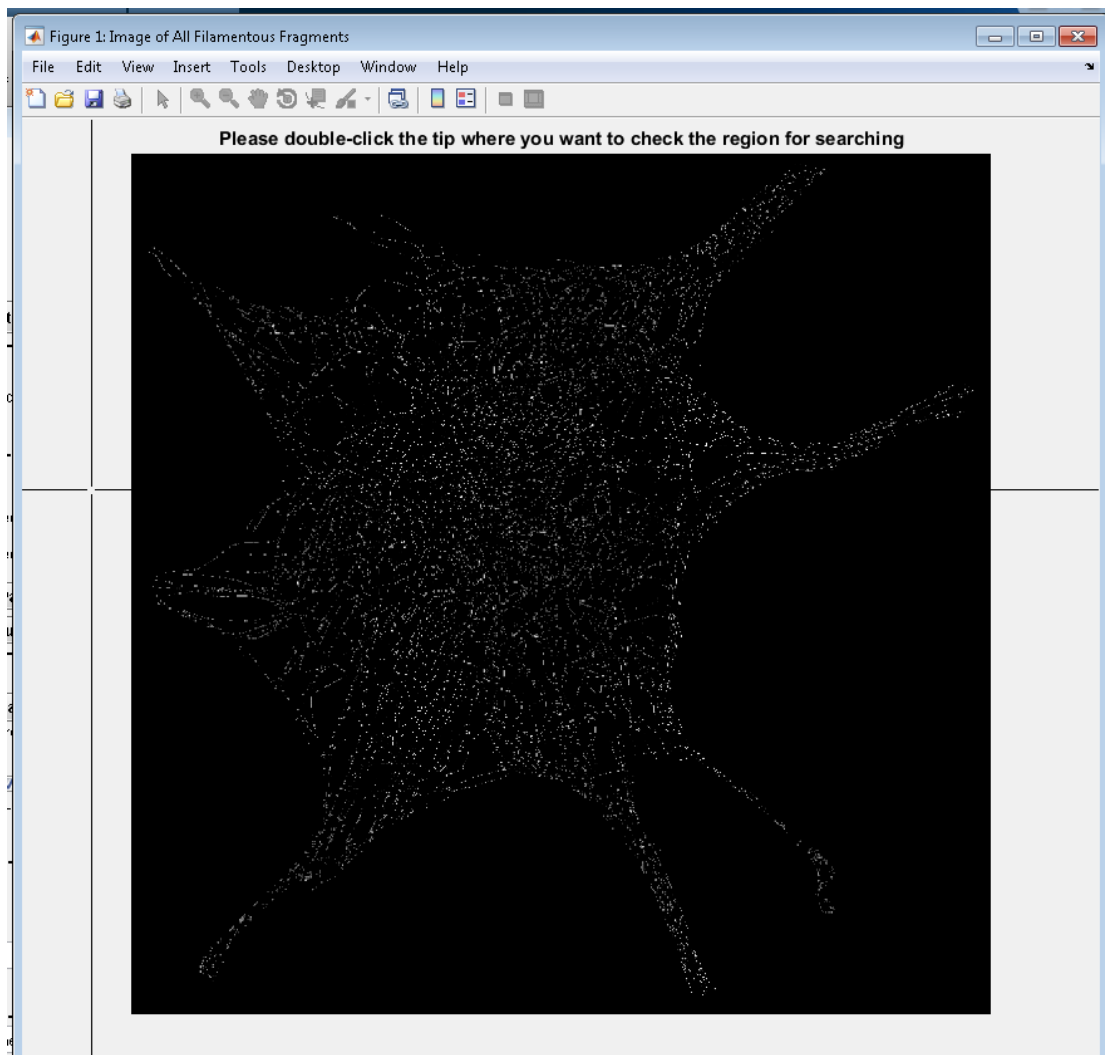 Figure 1: Image of All Filamentous Fragments
File Edit View Insert Tools Desktop Window Help
Please double-click the tip where you want to check the region for searching